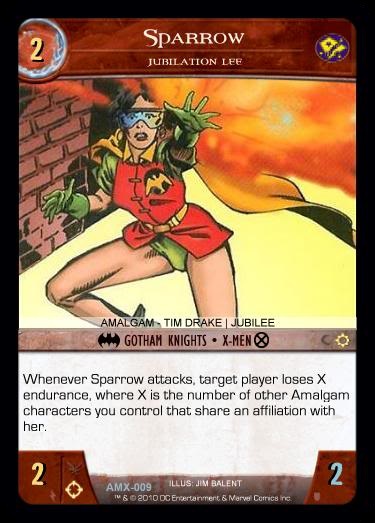 2
SPARROW
JUBILATION LEE
AMALGAM - TIM DRAKE | JUBILEE
GOTHAM KNIGHTS • X-MEN
Whenever Sparrow attacks, target player loses X
endurance, where X is the number of other Amalgam
characters you control that share an affiliation with
her.
2
AMX-009
ILLUS: JIM BALENT
2
™ & © 2010 DC Entertainment & Marvel Comics Inc.